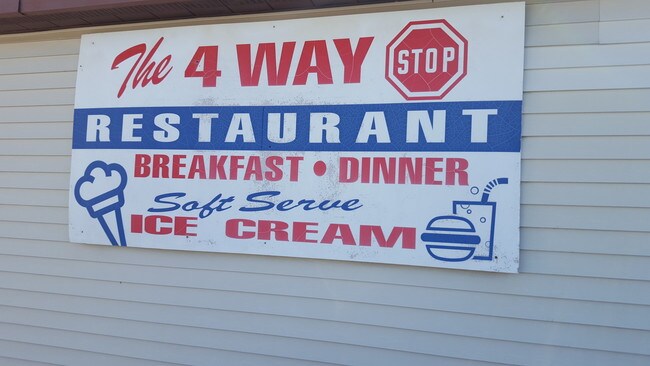 The 4 WAY STOP
RESTAURANT
BREAKFAST • DINNER
Soft Serve
ICE CREAM